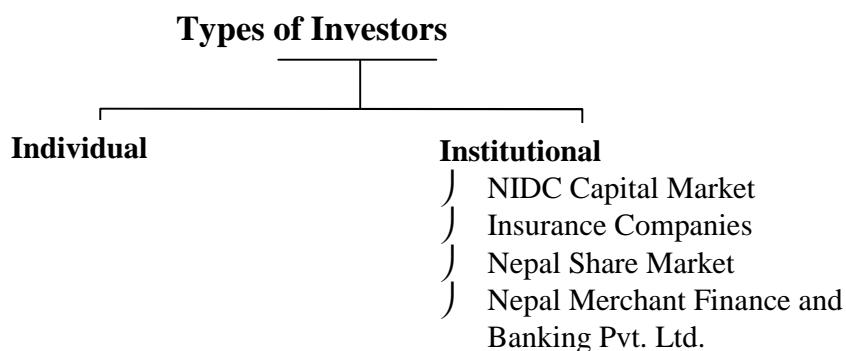 Types of Investors
Individual
Institutional
NIDC Capital Market
Insurance Companies
Nepal Share Market
Nepal Merchant Finance and
Banking Pvt. Ltd.